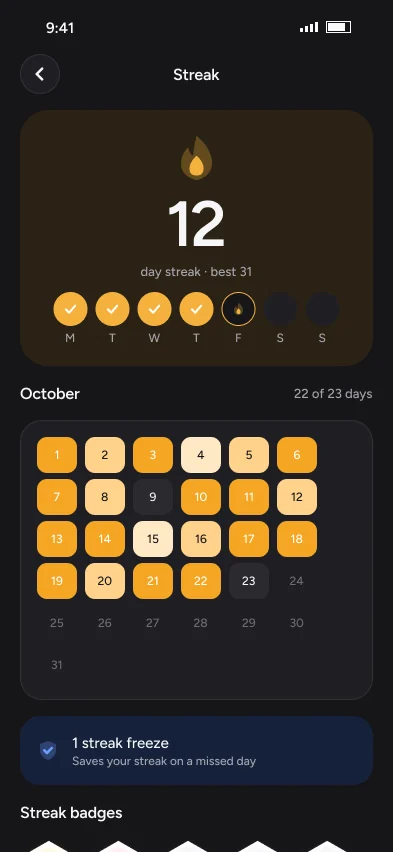 9:41
Streak
12
day streak · best 31
M T W T F S S
October 22 of 23 days
1 2 3 4 5 6
7 8 9 10 11 12
13 14 15 16 17 18
19 20 21 22 23 24
25 26 27 28 29 30
31
1 streak freeze
Saves your streak on a missed day
Streak badges